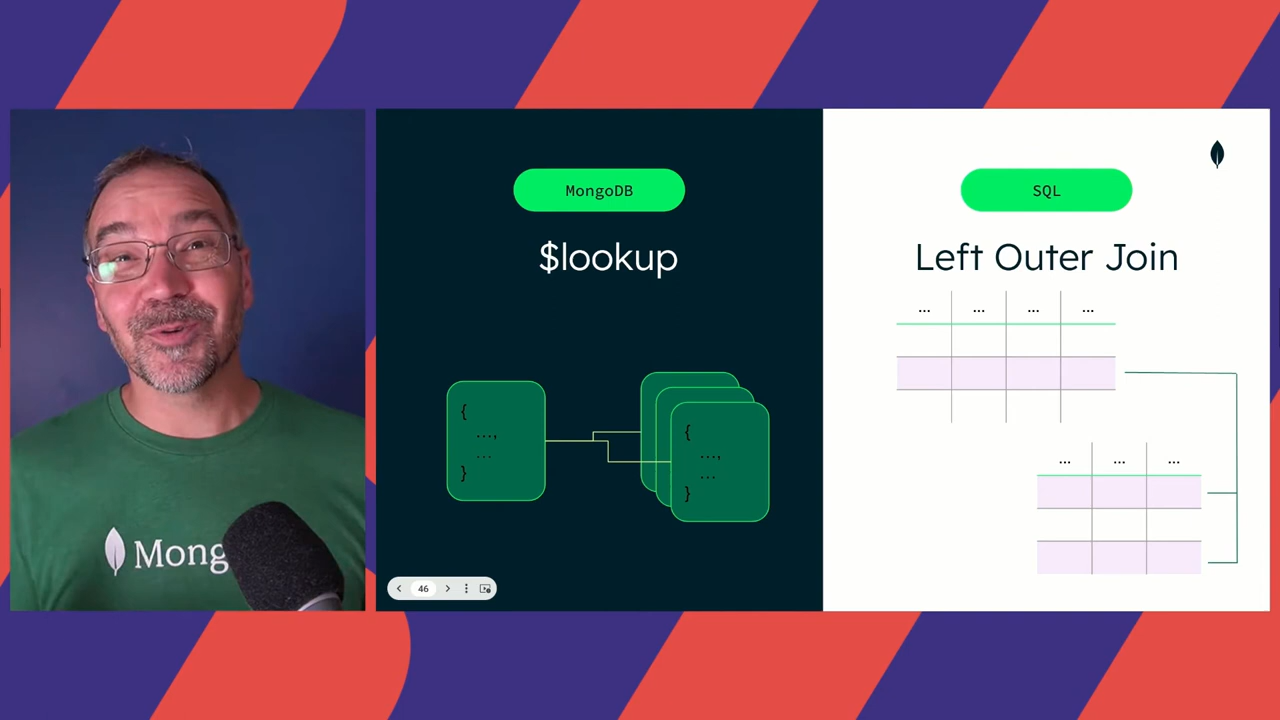 Mong
MongoDB
$lookup
{
...,
...
}
{
...,
...
}
46
SQL
Left Outer Join
... ... ... ...
... ... ...